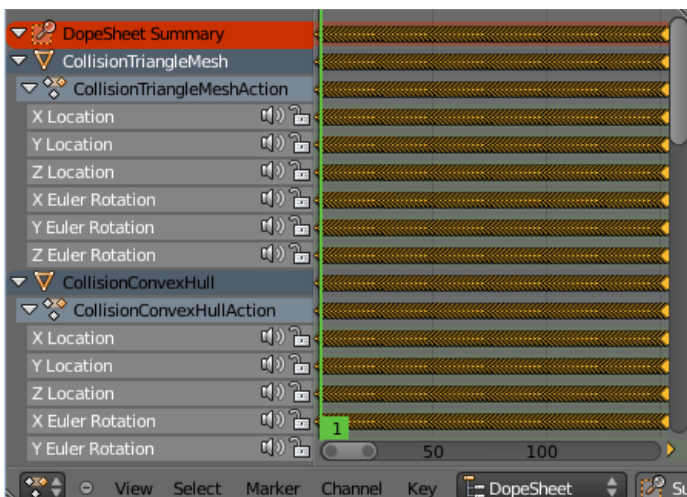 DopeSheet Summary
CollisionTriangleMesh
CollisionTriangleMeshAction
X Location
Y Location
Z Location
X Euler Rotation
Y Euler Rotation
Z Euler Rotation
CollisionConvexHull
CollisionConvexHullAction
X Location
Y Location
Z Location
X Euler Rotation
1
Y Euler Rotation 50 100
View Select Marker Channel Key DopeSheet Su